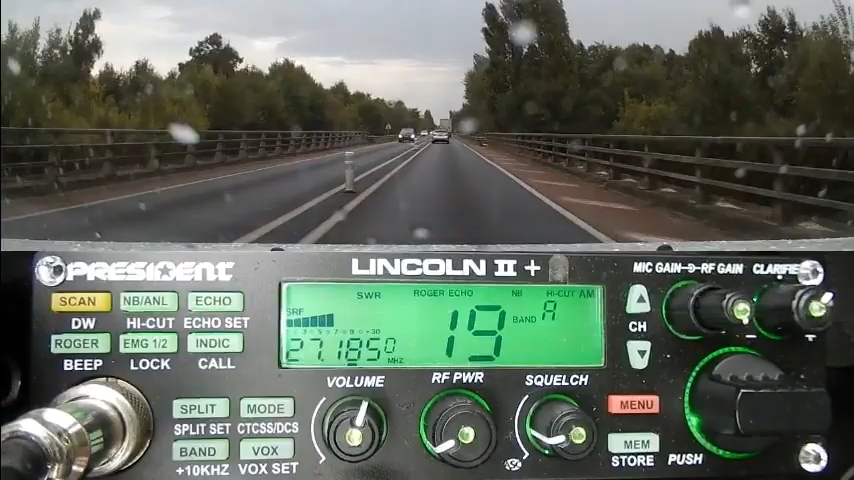 PRESIDENT LINCOLN II + MIC GAIN RF GAIN CLARIFIER
SCAN NB/ANL ECHO
DW HI-CUT ECHO SET
ROGER EMG 1/2 INDIC
BEEP LOCK CALL
SPLIT MODE
SPLIT SET CTCSS/DCS
BAND VOX
+10KHZ VOX SET
SWR ROGER ECHO NB HI-CUT AM
SRF
19 BAND A
27.1850 MHZ
VOLUME RF PWR SQUELCH
ASC
CH
MENU
MEM
STORE PUSH